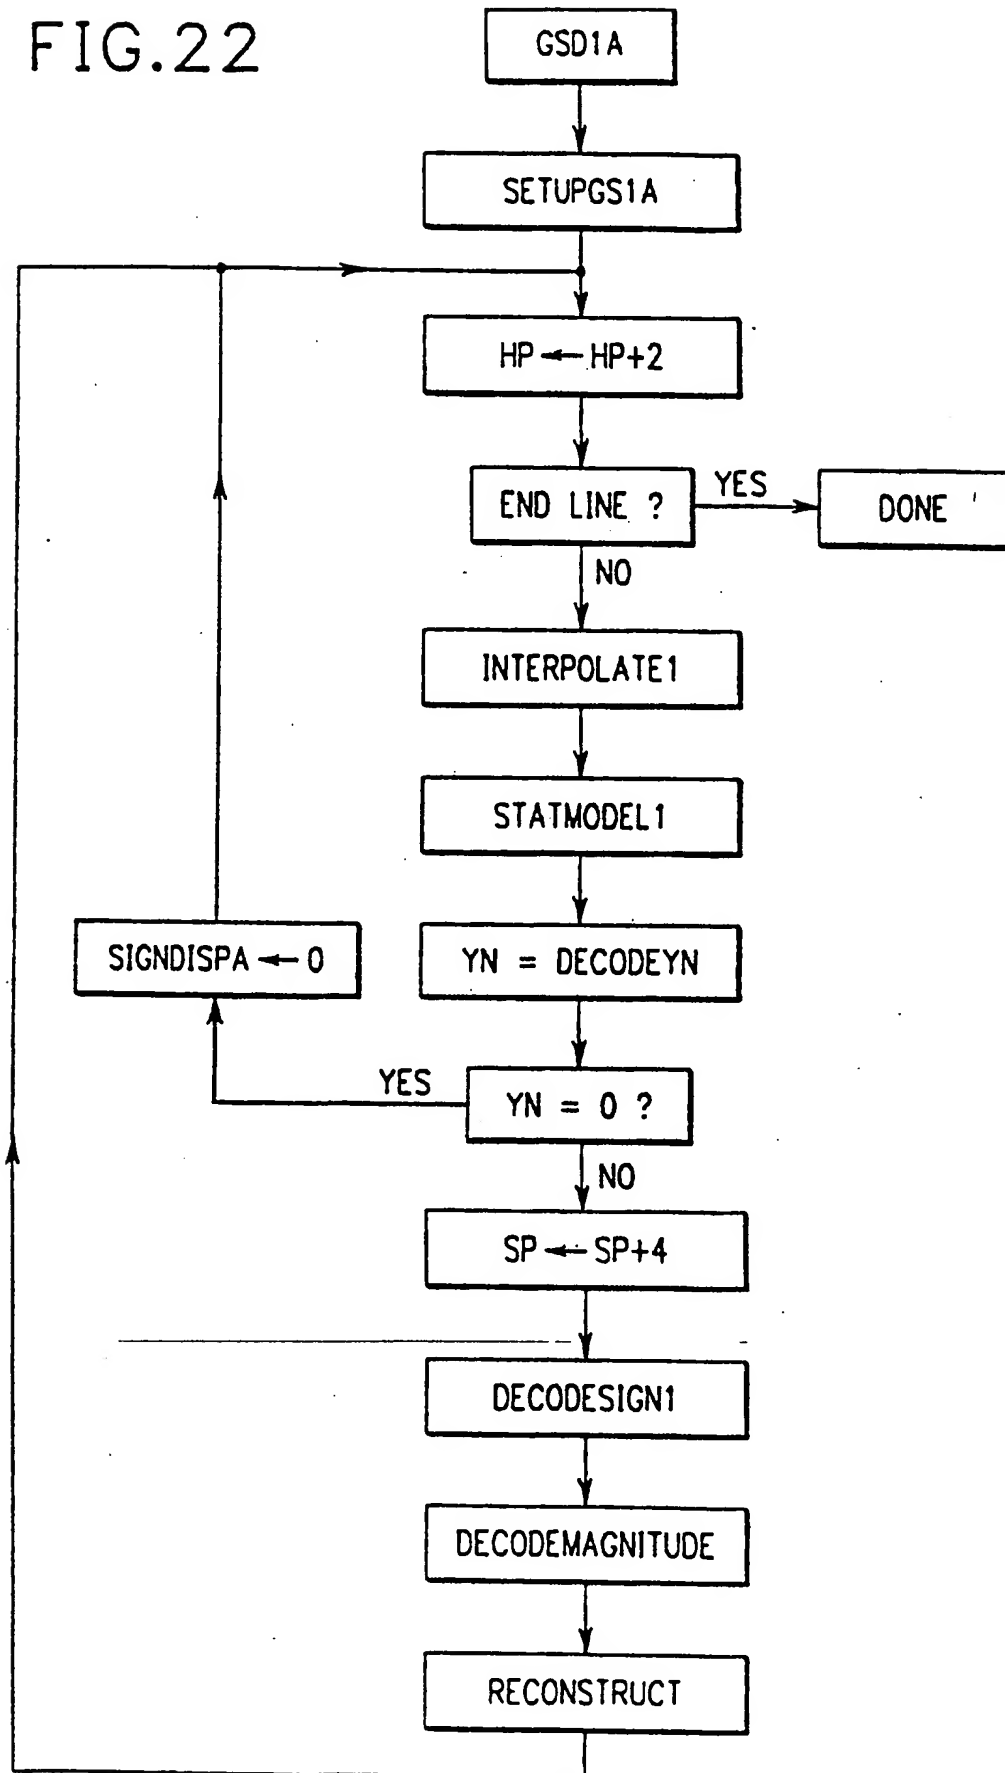 FIG.22
GSD1A
SETUPGS1A
HP ← HP+2
END LINE ?
YES
DONE
NO
INTERPOLATE1
STATMODEL1
SIGNDISPA ← 0
YN = DECODEYN
YES
YN = 0 ?
NO
SP ← SP+4
DECODESIGN1
DECODEMAGNITUDE
RECONSTRUCT